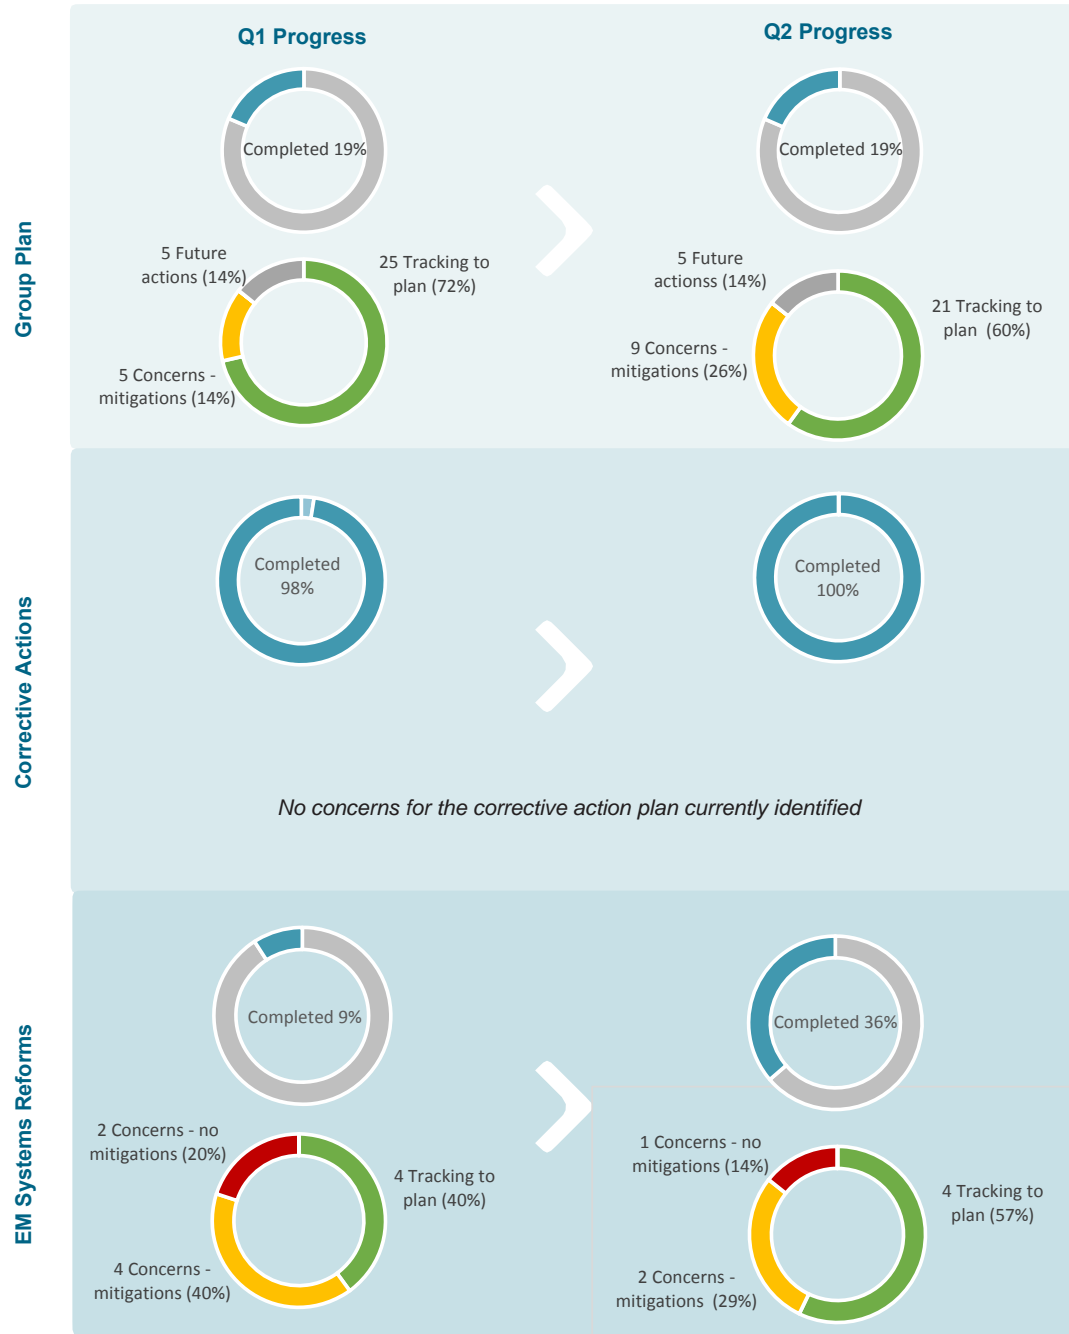 Q1 Progress
Q2 Progress
Group Plan
Completed 19%
Completed 19%
5 Future
actions (14%)
25 Tracking to
plan (72%)
5 Concerns -
mitigations (14%)
5 Future
actionss (14%)
21 Tracking to
plan (60%)
9 Concerns -
mitigations (26%)
Corrective Actions
Completed
98%
Completed
100%
No concerns for the corrective action plan currently identified
EM Systems Reforms
Completed 9%
Completed 36%
2 Concerns - no
mitigations (20%)
4 Tracking to
plan (40%)
4 Concerns -
mitigations (40%)
1 Concerns - no
mitigations (14%)
4 Tracking to
plan (57%)
2 Concerns -
mitigations (29%)